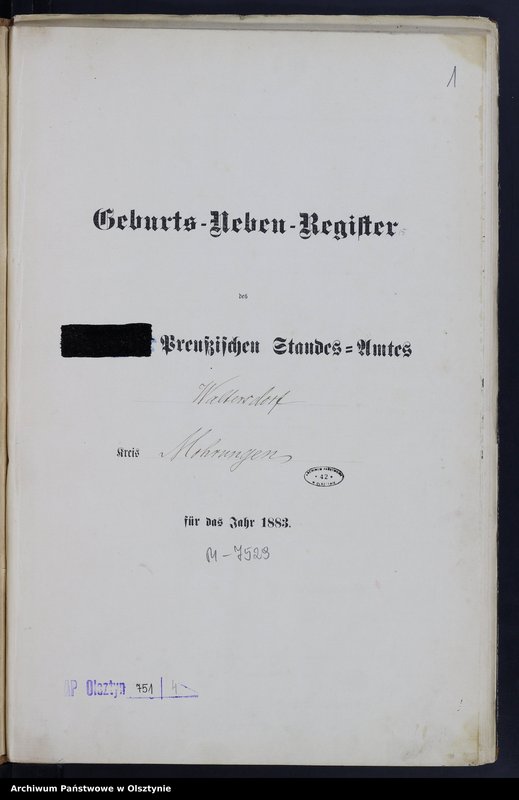 1
Geburts-Neben-Register
des
Preußischen Standes-Amtes
Waltersdorf
Kreis Mohrungen
42
für das Jahr 1883.
M-7529
AP Olsztyn 751 4
Archiwum Państwowe w Olsztynie